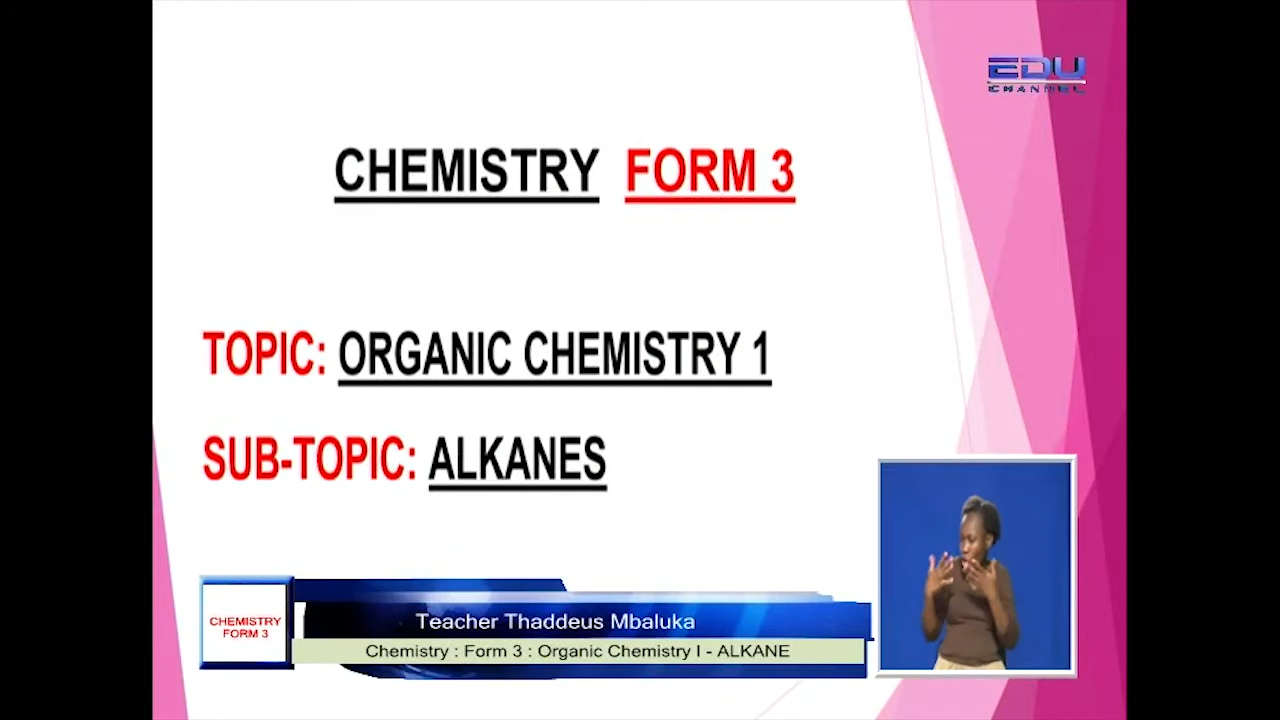 EDU
CHANNEL
CHEMISTRY FORM 3
TOPIC: ORGANIC CHEMISTRY 1
SUB-TOPIC: ALKANES
CHEMISTRY
FORM 3
Teacher Thaddeus Mbaluka
Chemistry : Form 3 : Organic Chemistry I - ALKANE